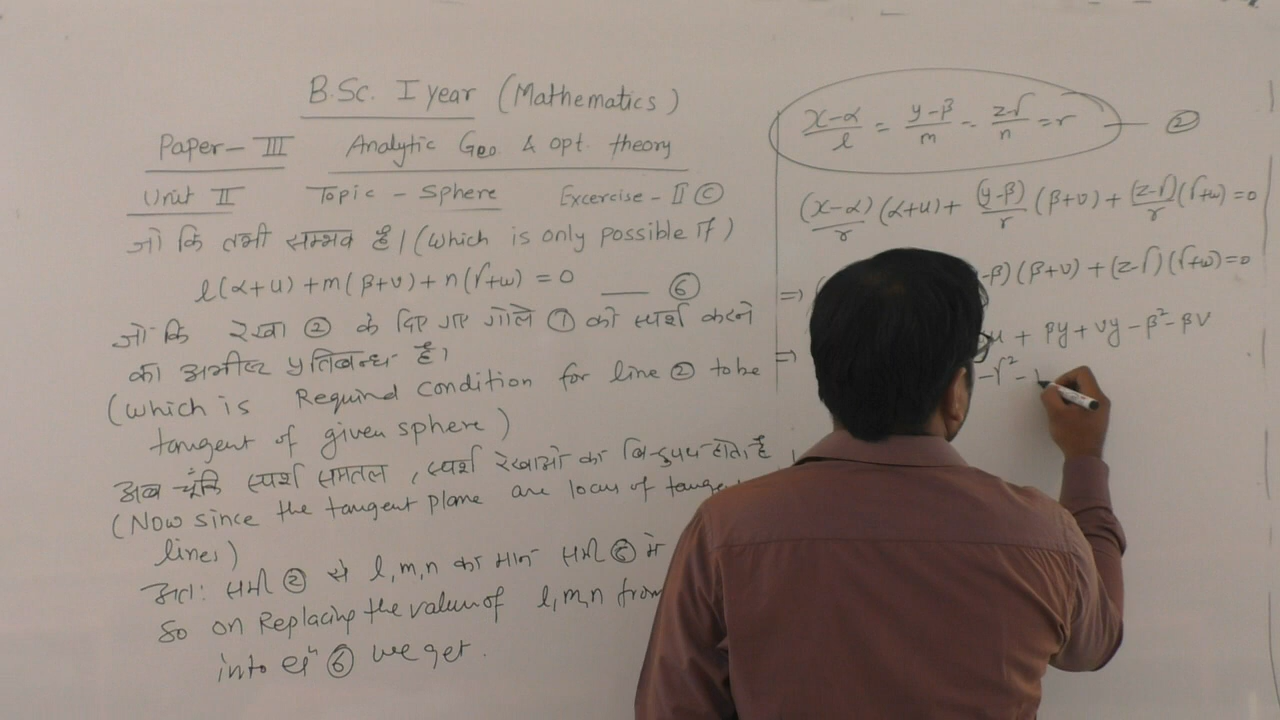 B.Sc. I year (Mathematics)
Paper- III Analytic Geo & opt. theory
Unit II Topic - Sphere Excercise - II (C)
जो कि तभी सम्भव है। (which is only possible if)
l(α+u)+m(β+v)+n(γ+w) = 0 — (6)
जो कि रेखा (2) के दिए गए गोले (1) को स्पर्श करने
का अभीष्ट प्रतिबन्ध है।
(which is Required condition for line (2) to be
tangent of given sphere)
अब चूँकि स्पर्श समतल, स्पर्श रेखाओं का बिन्दुपथ होता है
(Now since the tangent plane are locus of tange
lines)
अतः समी (2) से l,m,n का मान समी (6) में
So on Replacing the value of l,m,n from
into eqⁿ (6) we get.
(x-α)/l = (y-β)/m = (z-γ)/n = r — (2)
(x-α)/r (α+u) + (y-β)/r (β+v) + (z-γ)/r (γ+w) = 0
⇒ -β)(β+v) + (z-γ)(γ+w)=0
⇒ u + βy + vy - β² - βv
-γ² -